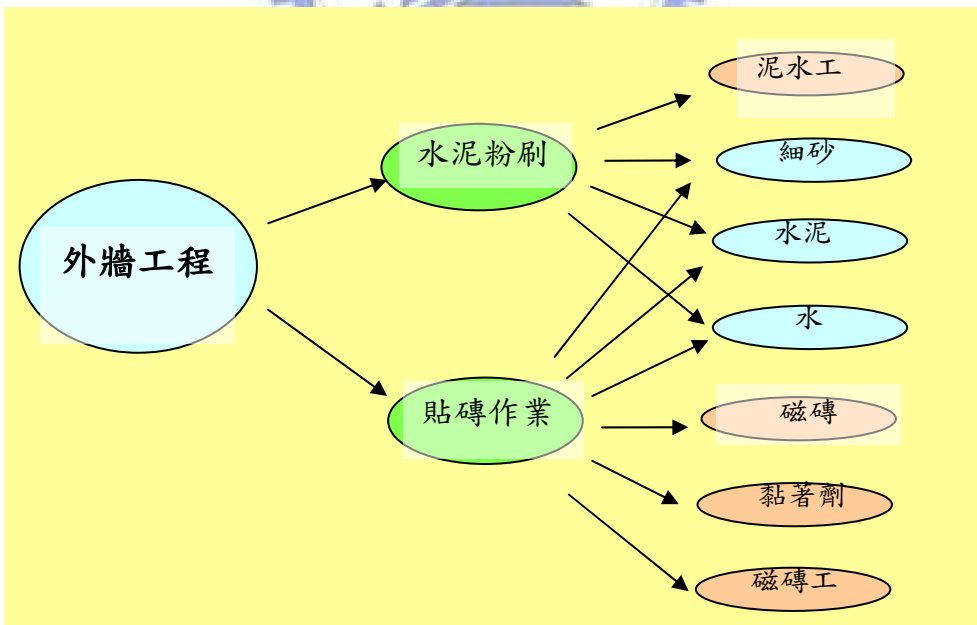 外牆工程
水泥粉刷
貼磚作業
泥水工
細砂
水泥
水
磁磚
黏著劑
磁磚工